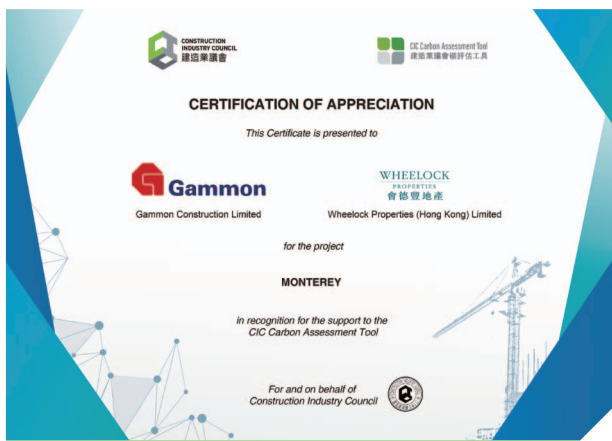 CONSTRUCTION
INDUSTRY COUNCIL
建造業議會
CIC Carbon Assessment Tool
建造業議會碳評估工具
CERTIFICATION OF APPRECIATION
This Certificate is presented to
Gammon
WHEELOCK
PROPERTIES
會德豐地產
Gammon Construction Limited
Wheelock Properties (Hong Kong) Limited
for the project
MONTEREY
in recognition for the support to the
CIC Carbon Assessment Tool
For and on behalf of
Construction Industry Council